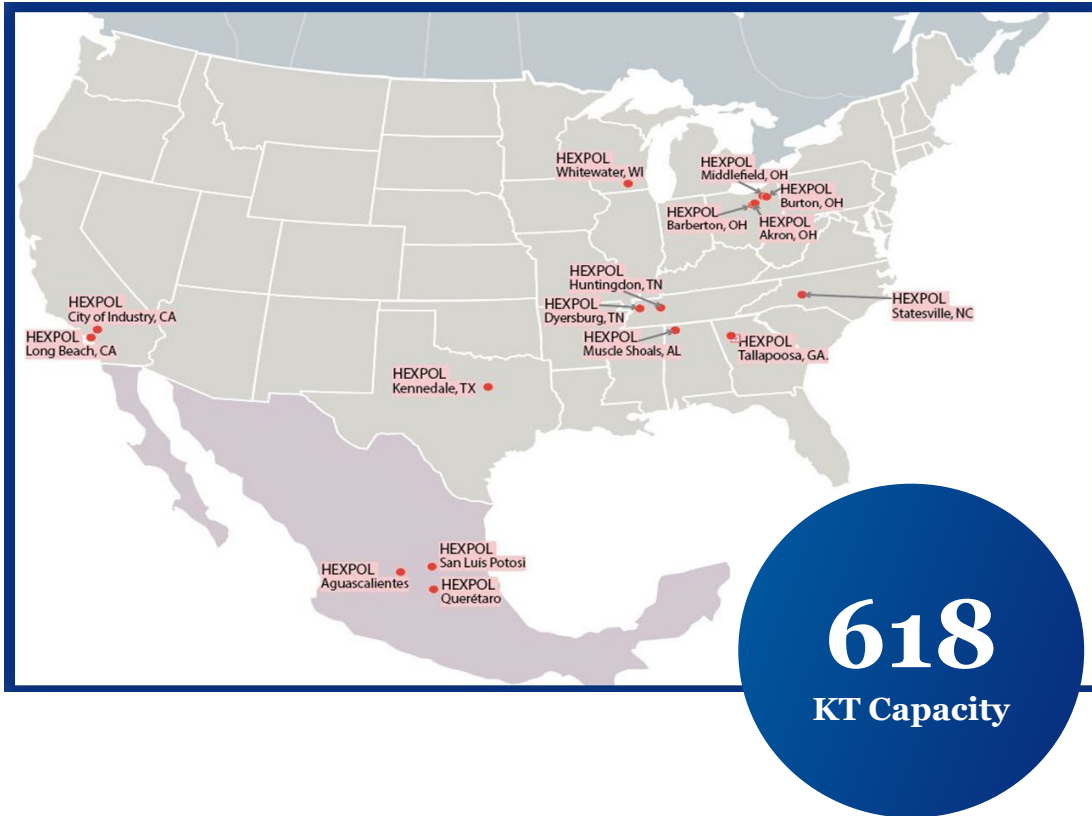 HEXPOL
Whitewater, WI
HEXPOL
Middlefield, OH
HEXPOL
Burton, OH
HEXPOL
Barberton, OH
HEXPOL
Akron, OH
HEXPOL
Huntingdon, TN
HEXPOL
Dyersburg, TN
HEXPOL
Statesville, NC
HEXPOL
City of Industry, CA
HEXPOL
Long Beach, CA
HEXPOL
Muscle Shoals, AL
HEXPOL
Tallapoosa, GA.
HEXPOL
Kennedale, TX
HEXPOL
San Luis Potosi
HEXPOL
Aguascalientes
HEXPOL
Querétaro
618
KT Capacity